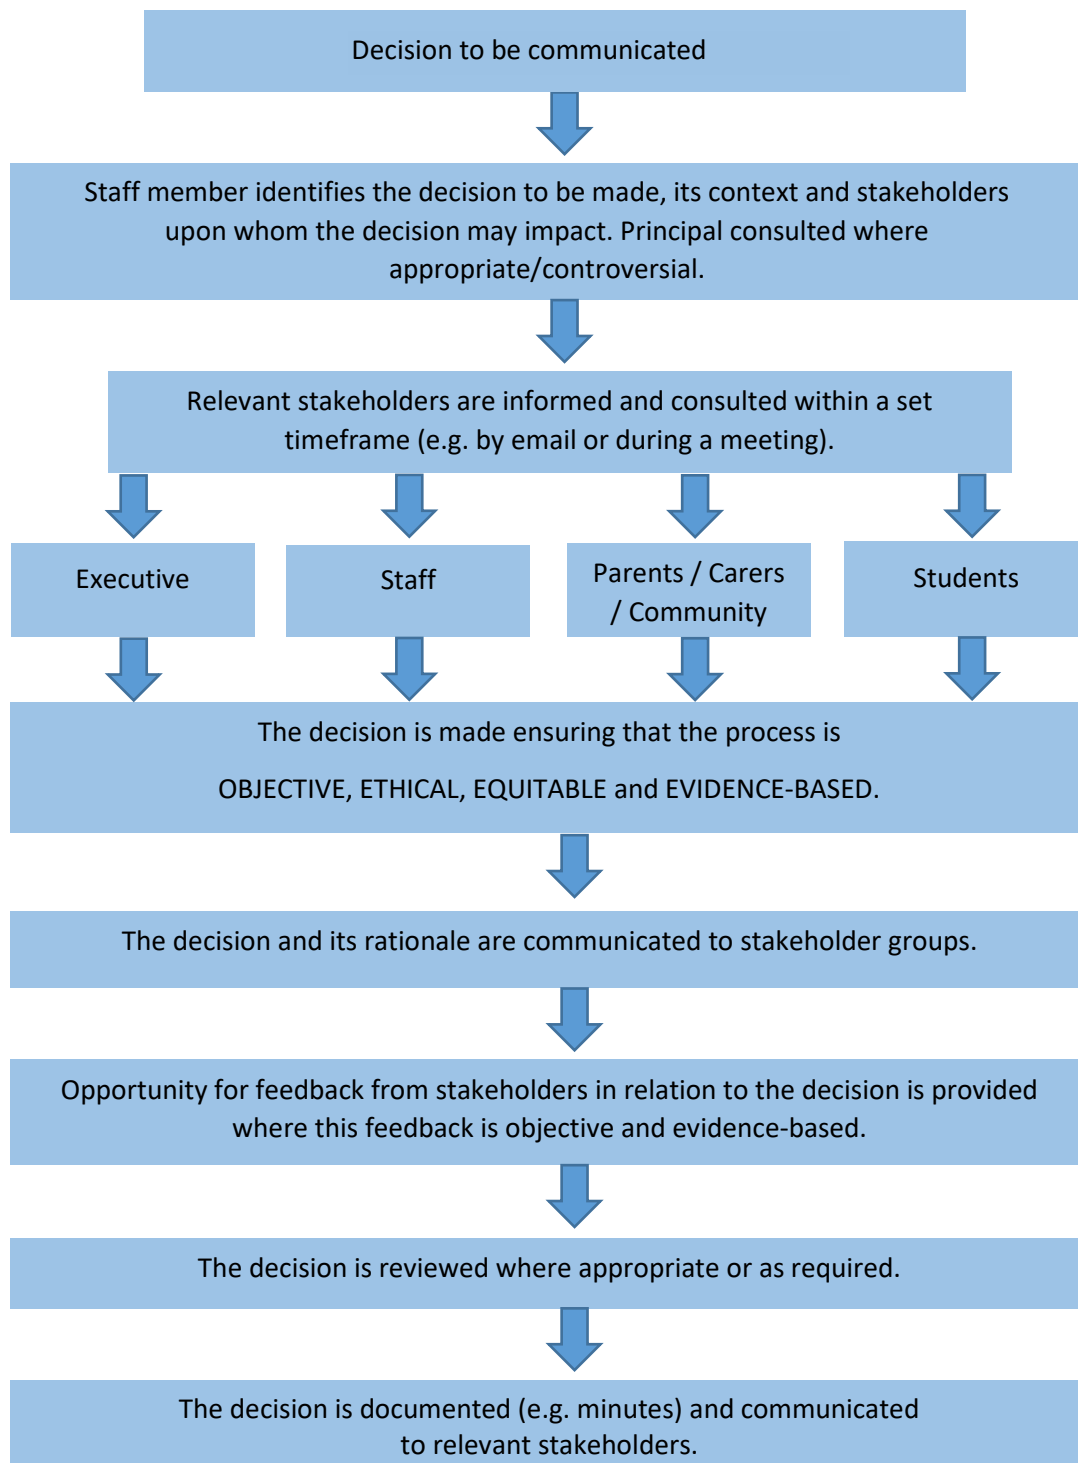 Decision to be communicated
Staff member identifies the decision to be made, its context and stakeholders
upon whom the decision may impact. Principal consulted where
appropriate/controversial.
Relevant stakeholders are informed and consulted within a set
timeframe (e.g. by email or during a meeting).
Executive
Staff
Parents / Carers
/ Community
Students
The decision is made ensuring that the process is
OBJECTIVE, ETHICAL, EQUITABLE and EVIDENCE-BASED.
The decision and its rationale are communicated to stakeholder groups.
Opportunity for feedback from stakeholders in relation to the decision is provided
where this feedback is objective and evidence-based.
The decision is reviewed where appropriate or as required.
The decision is documented (e.g. minutes) and communicated
to relevant stakeholders.